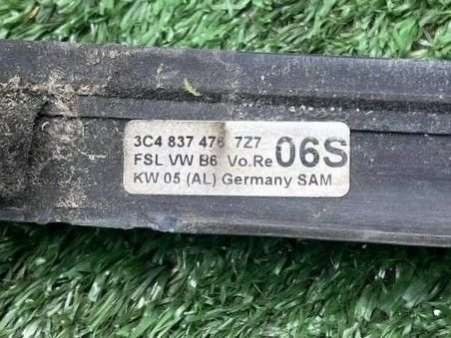 3C4 837 476 7Z7
FSL VW B6 Vo.Re 06S
KW 05 (AL) Germany SAM